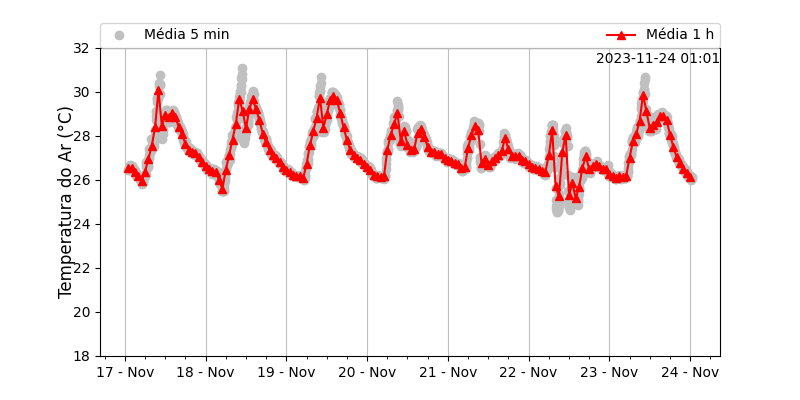 Média 5 min
Média 1 h
2023-11-24 01:01
Temperatura do Ar (°C)
32
30
28
26
24
22
20
18
17 - Nov
18 - Nov
19 - Nov
20 - Nov
21 - Nov
22 - Nov
23 - Nov
24 - Nov